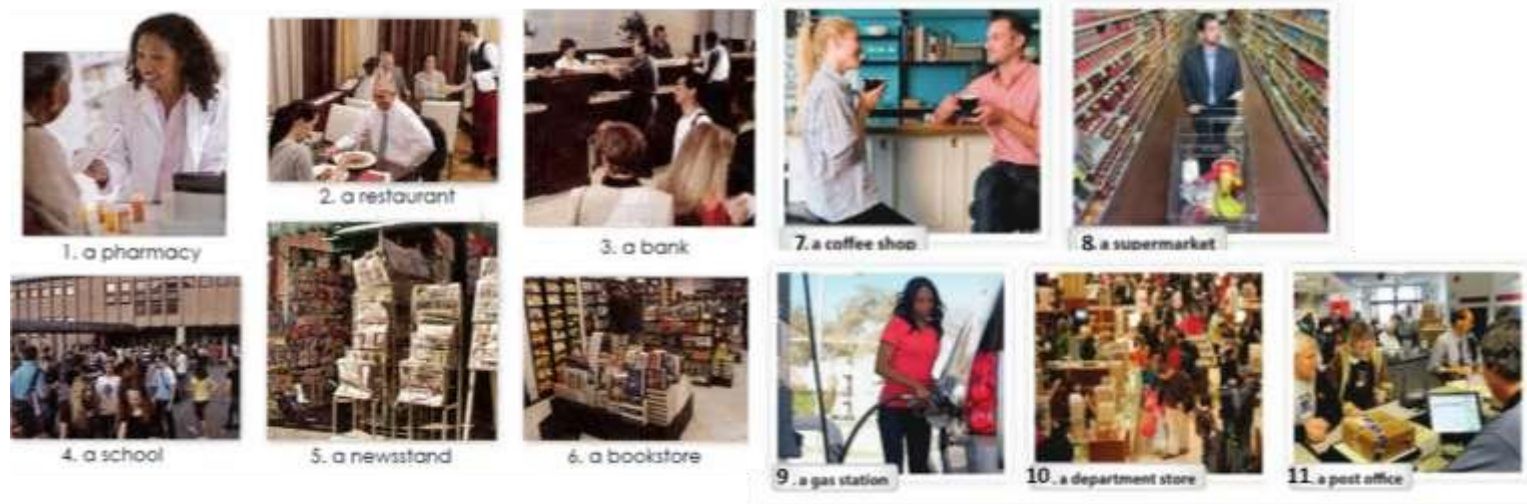 1. a pharmacy
2. a restaurant
3. a bank
4. a school
5. a newsstand
6. a bookstore
7. a coffee shop
8. a supermarket
9. a gas station
10. a department store
11. a post office